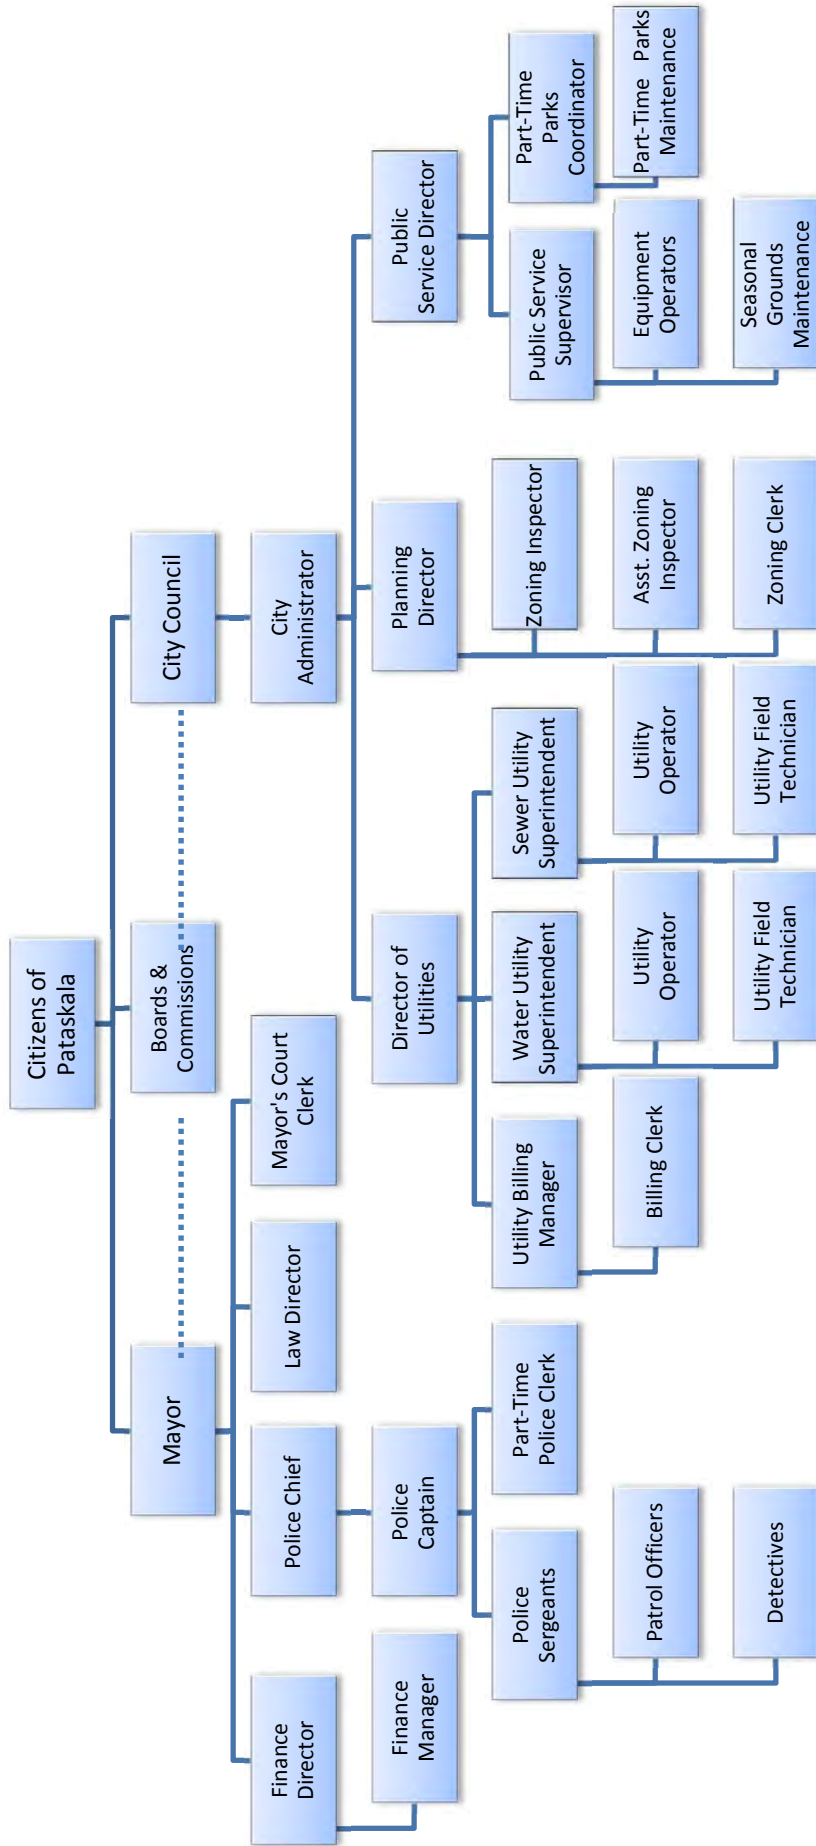 Citizens of
Pataskala
Mayor
Boards &
Commissions
City Council
Finance
Director
Police Chief
Law Director
Mayor's Court
Clerk
City
Administrator
Finance
Manager
Police
Captain
Director of
Utilities
Planning
Director
Public
Service Director
Police
Sergeants
Part-Time
Police Clerk
Utility Billing
Manager
Water Utility
Superintendent
Sewer Utility
Superintendent
Zoning Inspector
Public Service
Supervisor
Part-Time
Parks
Coordinator
Patrol Officers
Billing Clerk
Utility
Operator
Utility
Operator
Asst. Zoning
Inspector
Equipment
Operators
Part-Time Parks
Maintenance
Detectives
Utility Field
Technician
Utility Field
Technician
Zoning Clerk
Seasonal
Grounds
Maintenance